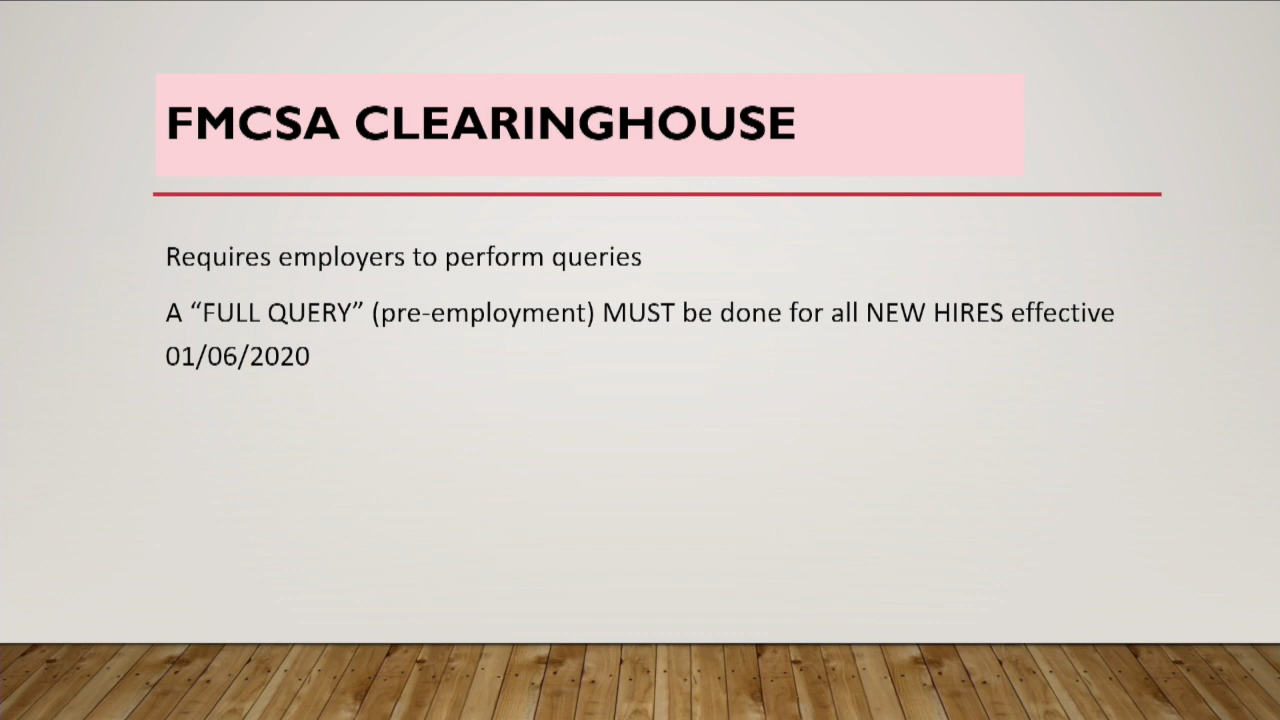 FMCSA CLEARINGHOUSE
Requires employers to perform queries
A “FULL QUERY” (pre-employment) MUST be done for all NEW HIRES effective
01/06/2020